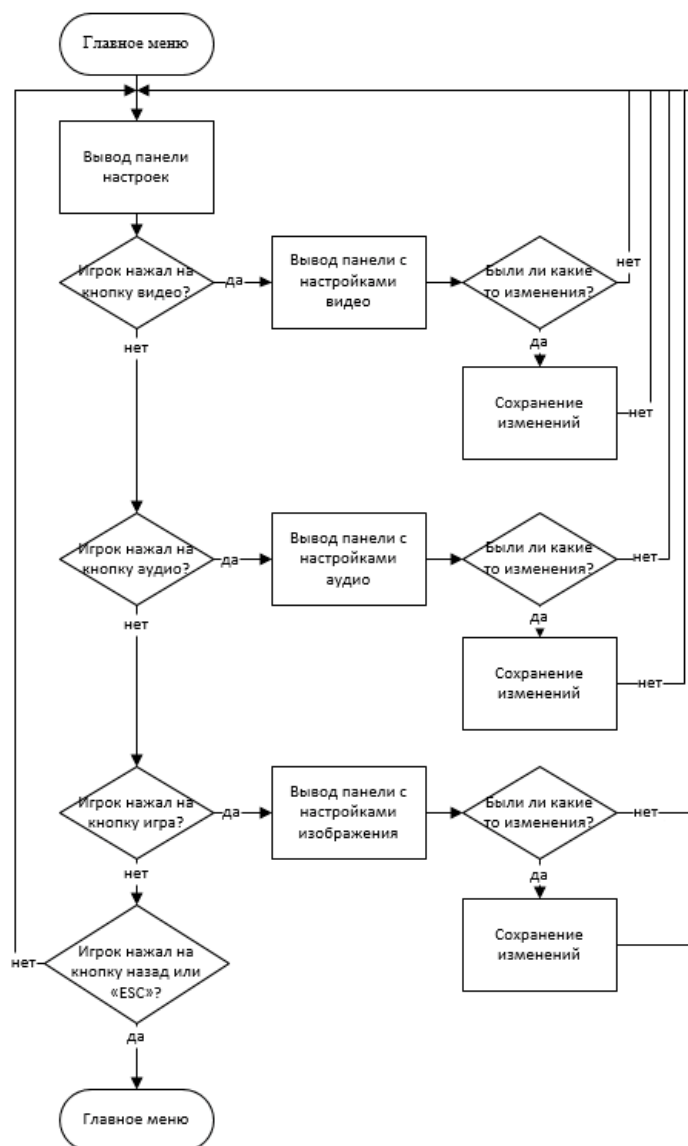 Главное меню
Вывод панели
настроек
Игрок нажал на
кнопку видео?
да
Вывод панели с
настройками
видео
Были ли какие
то изменения?
нет
нет
да
Сохранение
изменений
нет
Игрок нажал на
кнопку аудио?
да
Вывод панели с
настройками
аудио
Были ли какие
то изменения?
нет
нет
да
Сохранение
изменений
нет
Игрок нажал на
кнопку игра?
да
Вывод панели с
настройками
изображения
Были ли какие
то изменения?
нет
нет
да
Сохранение
изменений
Игрок нажал на
кнопку назад или
«ESC»?
нет
да
Главное меню